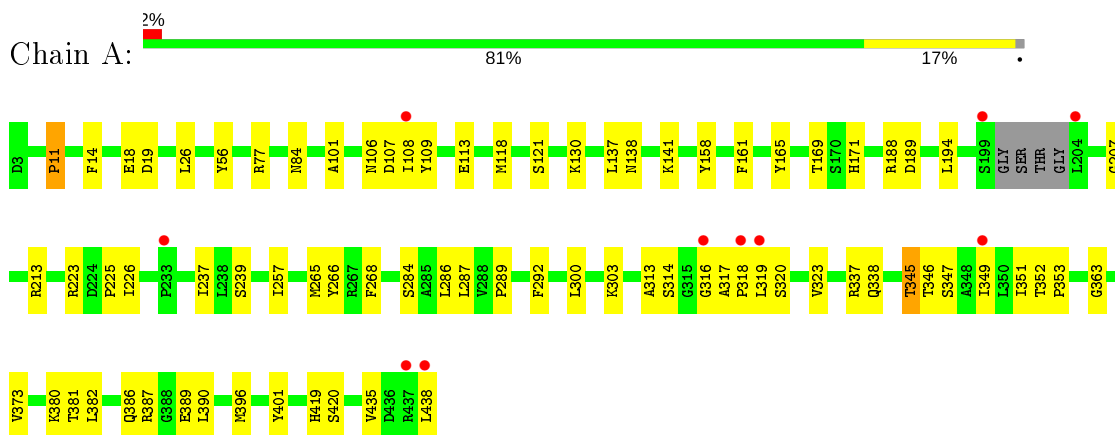 2%
Chain A:
81% 17% •
D3 P11 F14 E18 D19 L26 Y56 R77 N84 A101 N106 D107 I108 Y109 E113 M118 S121 K130 L137 N138 K141 Y158 F161 Y165 T169 S170 H171 R188 D189 L194 S199 GLY SER THR GLY L204 G207
R213 R223 D224 P225 I226 P233 I237 L238 S239 I257 M265 Y266 R267 F268 S284 A285 L286 L287 V288 P289 F292 L300 K303 A313 S314 G315 G316 A317 P318 L319 S320 V323 R337 Q338 T345 T346 S347 A348 I349 L350 I351 T352 P353 G363
V373 K380 T381 L382 Q386 R387 G388 E389 L390 M396 Y401 H419 S420 V435 D436 R437 L438